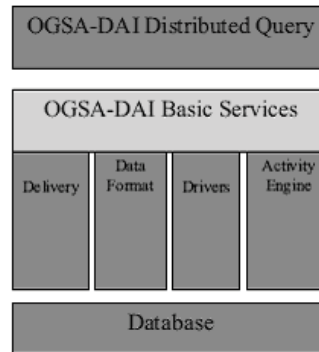 OGSA-DAI Distributed Query
OGSA-DAI Basic Services
Delivery
Data
Format
Drivers
Activity
Engine
Database